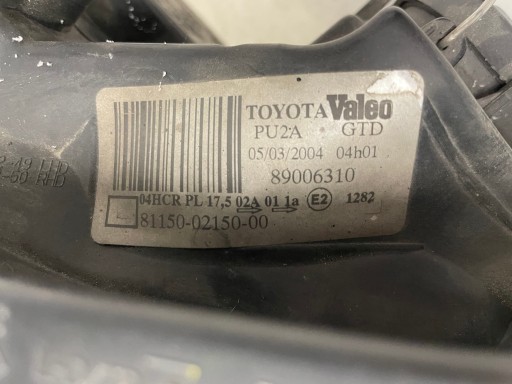 TOYOTA Valeo
PU2A GTD
05/03/2004 04h01
89006310
04HCR PL 17,5 02A 01 1a E2 1282
L 81150-02150-00